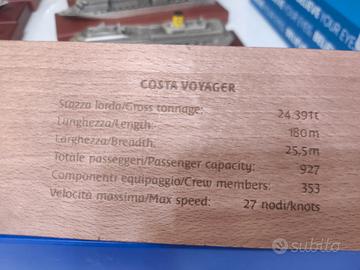 COSTA VOYAGER
Stazza lorda/Gross tonnage: 24.391t
Lunghezza/Length: 180m
Larghezza/Breadth: 25.5m
Totale passeggeri/Passenger capacity: 927
Componenti equipaggio/Crew members: 353
Velocità massima/Max speed: 27 nodi/knots
subito